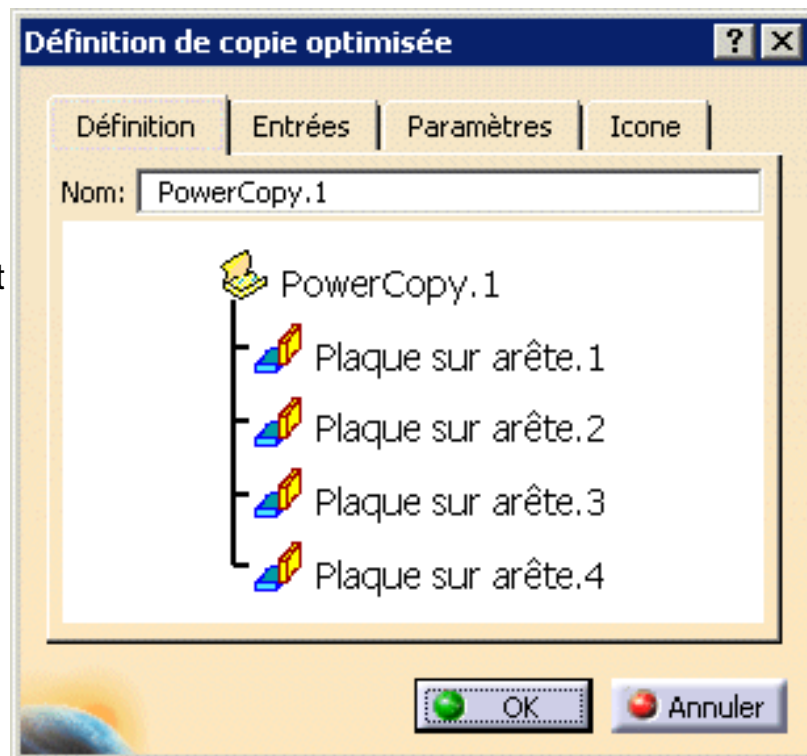 Définition de copie optimisée
Définition Entrées Paramètres Icone
Nom: PowerCopy.1
t
PowerCopy.1
Plaque sur arête.1
Plaque sur arête.2
Plaque sur arête.3
Plaque sur arête.4
OK Annuler